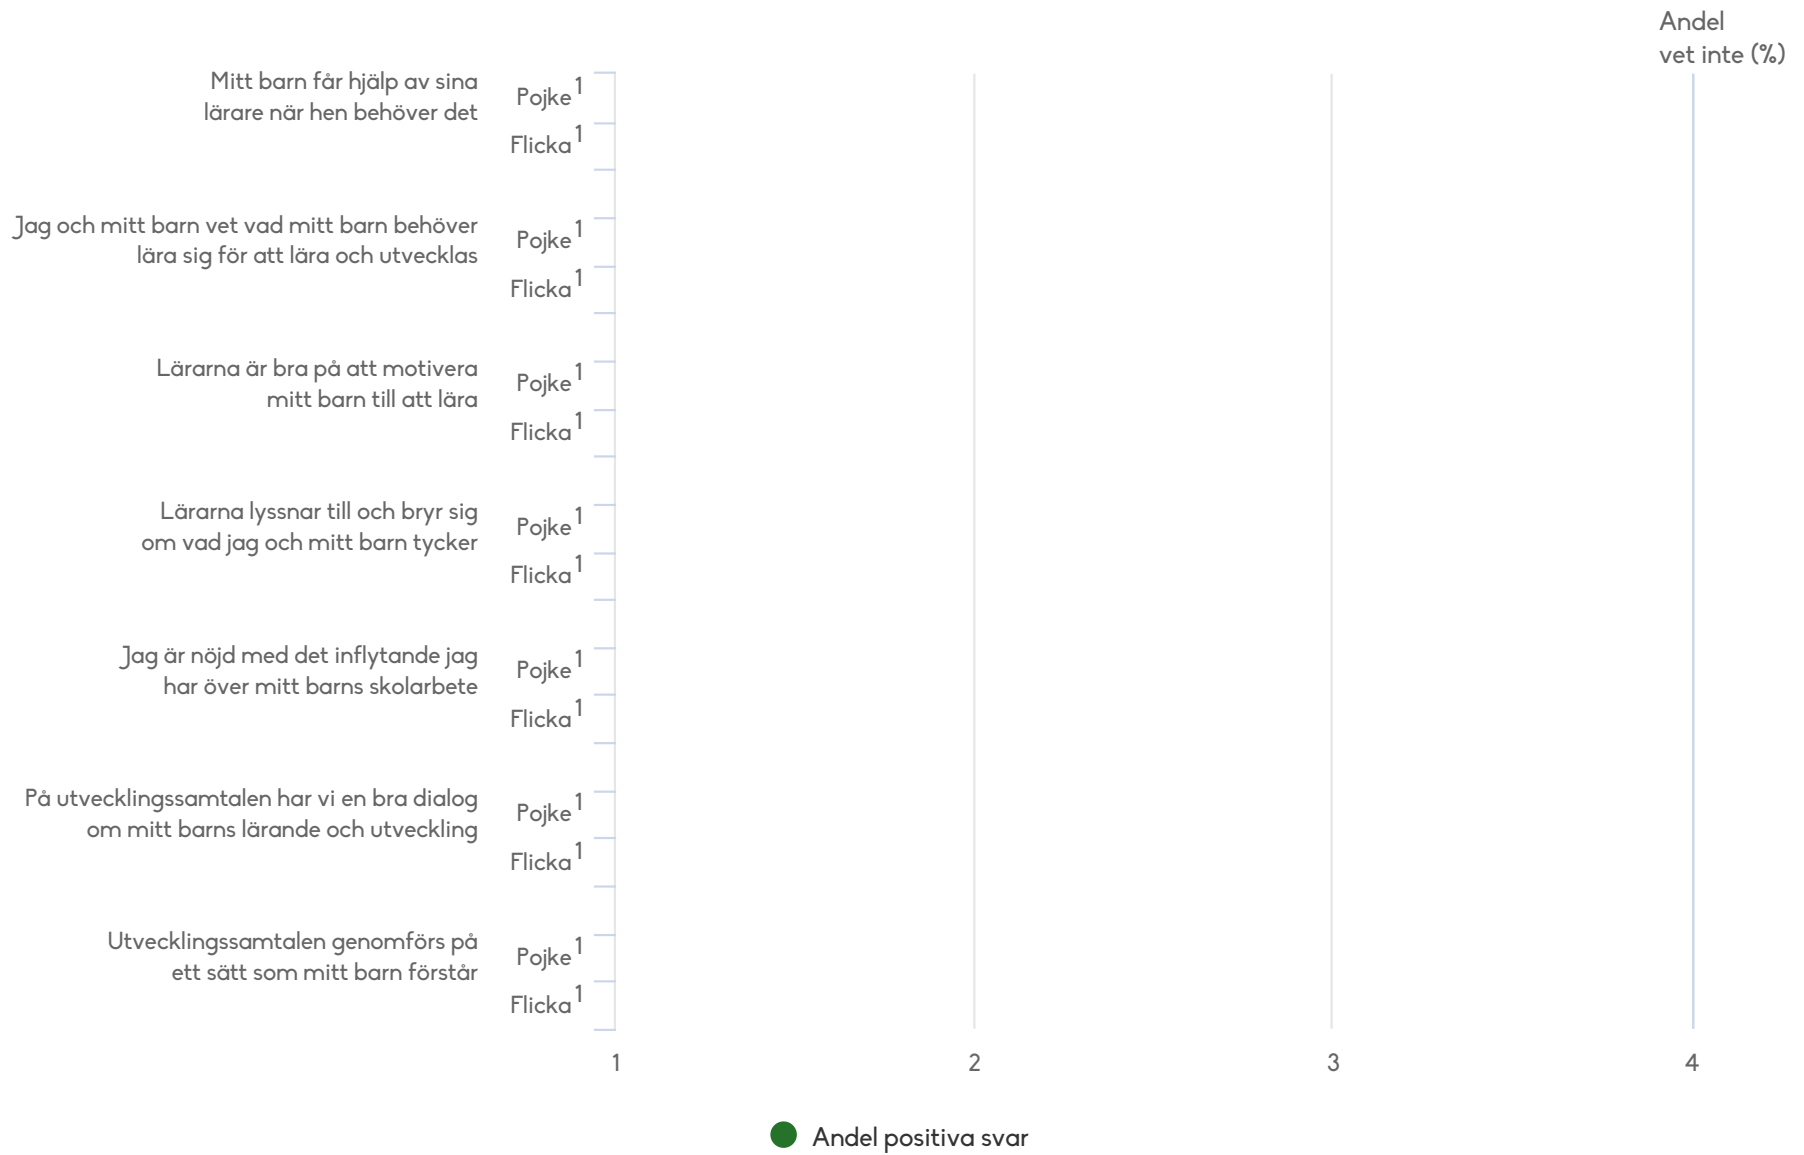 Andel
vet inte (%)
Mitt barn får hjälp av sina
lärare när hen behöver det
Pojke¹
Flicka¹
Jag och mitt barn vet vad mitt barn behöver
lära sig för att lära och utvecklas
Pojke¹
Flicka¹
Lärarna är bra på att motivera
mitt barn till att lära
Pojke¹
Flicka¹
Lärarna lyssnar till och bryr sig
om vad jag och mitt barn tycker
Pojke¹
Flicka¹
Jag är nöjd med det inflytande jag
har över mitt barns skolarbete
Pojke¹
Flicka¹
På utvecklingssamtalen har vi en bra dialog
om mitt barns lärande och utveckling
Pojke¹
Flicka¹
Utvecklingssamtalen genomförs på
ett sätt som mitt barn förstår
Pojke¹
Flicka¹
1 2 3 4
Andel positiva svar